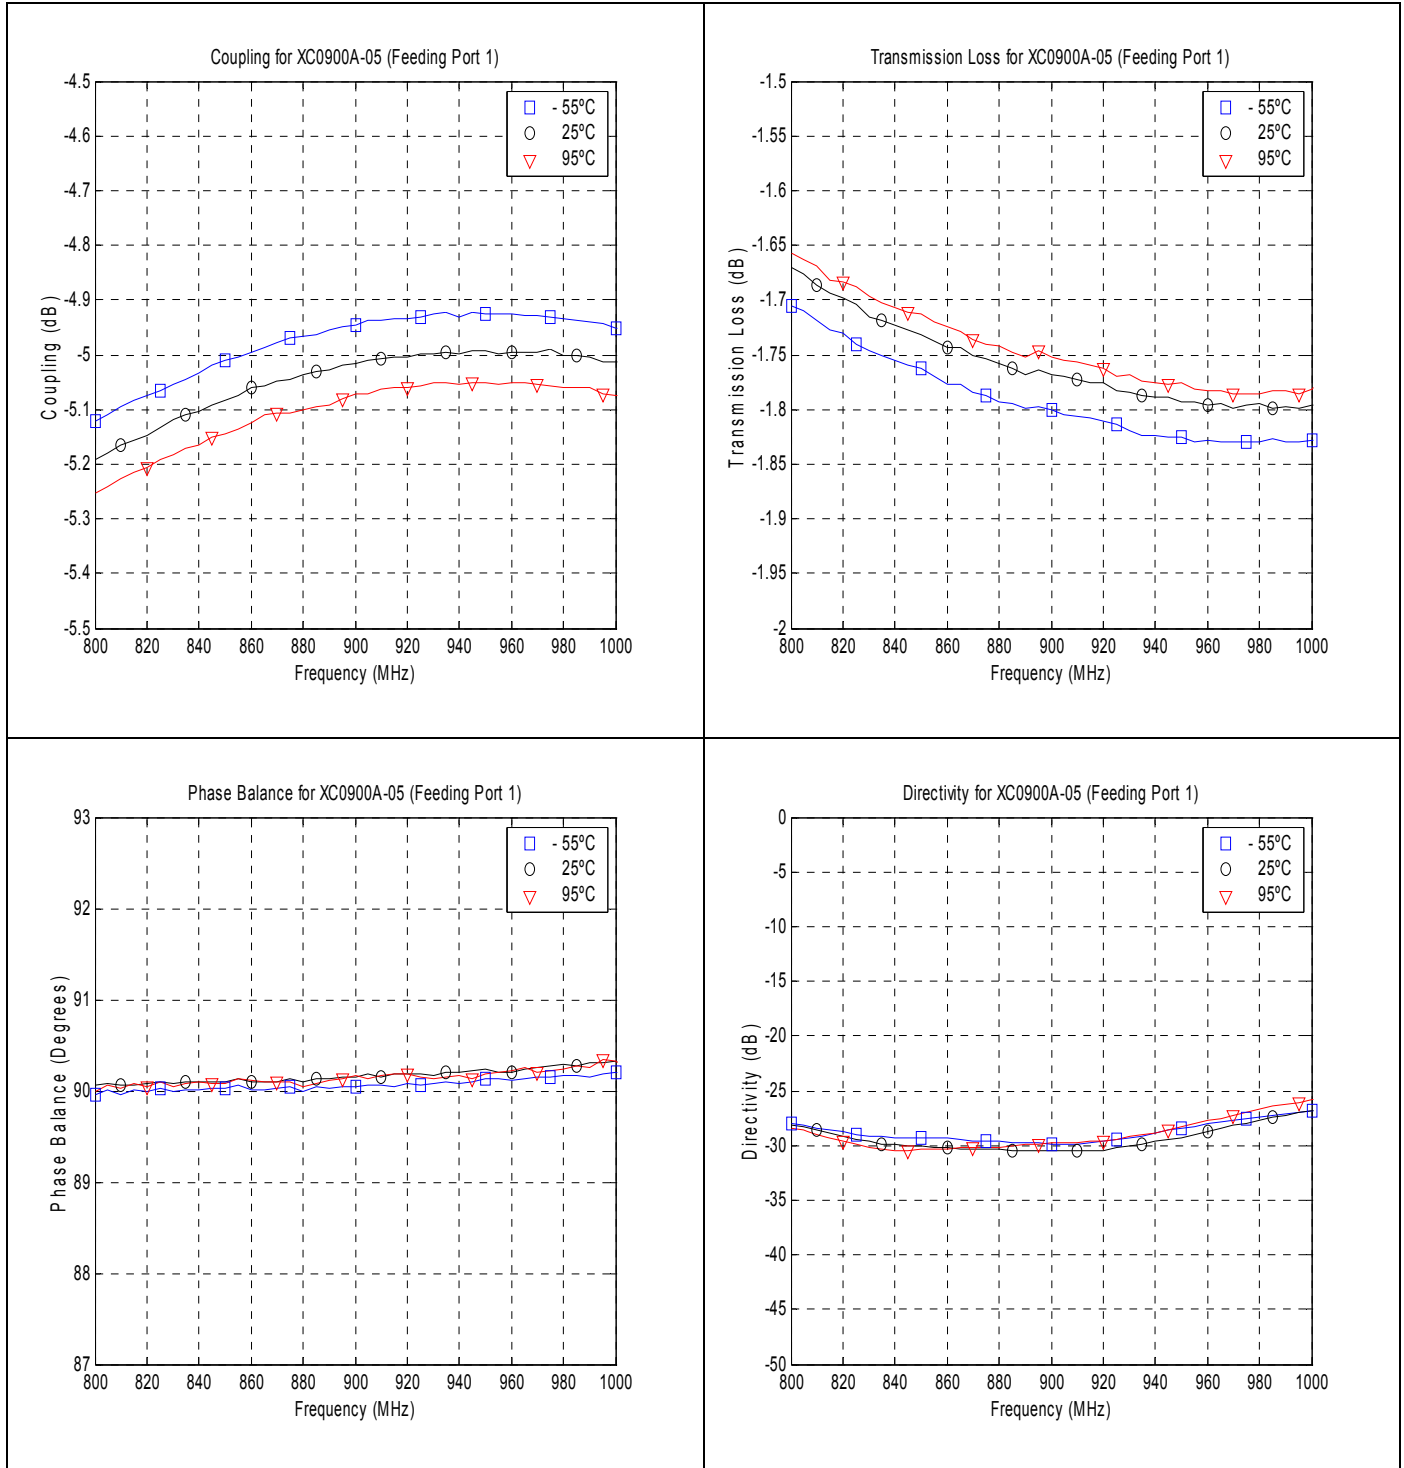 Coupling for XC0900A-05 (Feeding Port 1)
-4.5
-4.6
-4.7
-4.8
-4.9
-5
-5.1
-5.2
-5.3
-5.4
-5.5
Coupling (dB)
- 55ºC
25ºC
95ºC
800 820 840 860 880 900 920 940 960 980 1000
Frequency (MHz)
Transmission Loss for XC0900A-05 (Feeding Port 1)
-1.5
-1.55
-1.6
-1.65
-1.7
-1.75
-1.8
-1.85
-1.9
-1.95
-2
Transmission Loss (dB)
- 55ºC
25ºC
95ºC
800 820 840 860 880 900 920 940 960 980 1000
Frequency (MHz)
Phase Balance for XC0900A-05 (Feeding Port 1)
93
92
91
90
89
88
87
Phase Balance (Degrees)
- 55ºC
25ºC
95ºC
800 820 840 860 880 900 920 940 960 980 1000
Frequency (MHz)
Directivity for XC0900A-05 (Feeding Port 1)
0
-5
-10
-15
-20
-25
-30
-35
-40
-45
-50
Directivity (dB)
- 55ºC
25ºC
95ºC
800 820 840 860 880 900 920 940 960 980 1000
Frequency (MHz)